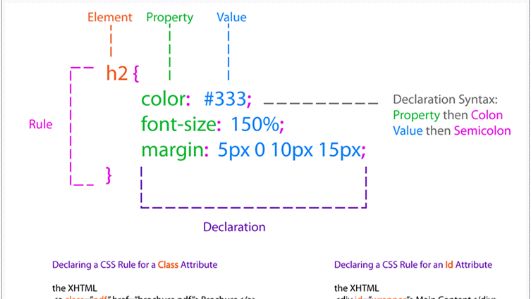 Element Property Value
h2 {
color: #333;
font-size: 150%;
margin: 5px 0 10px 15px;
}
Rule
Declaration Syntax:
Property then Colon
Value then Semicolon
Declaration
Declaring a CSS Rule for a Class Attribute
the XHTML
Declaring a CSS Rule for an Id Attribute
the XHTML